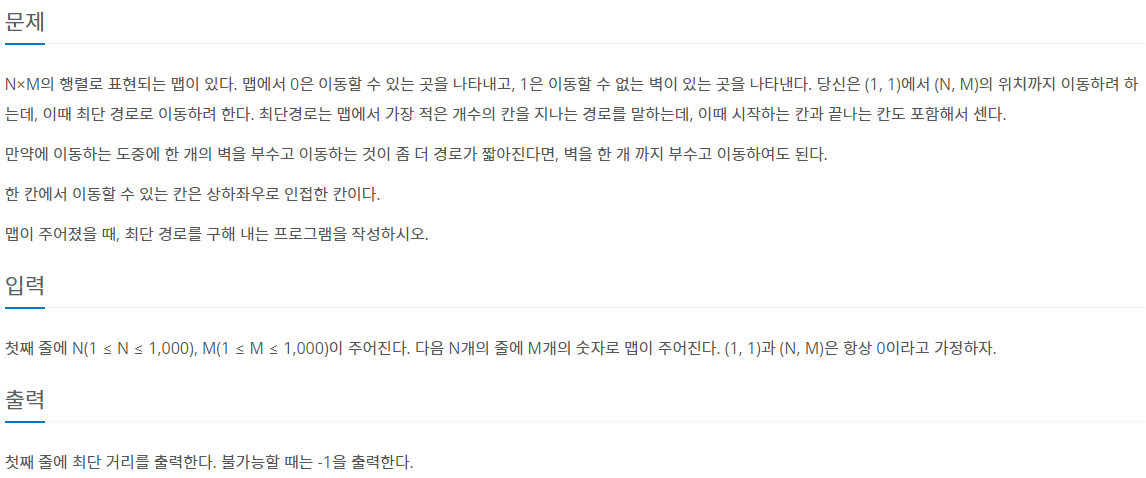 문제
N×M의 행렬로 표현되는 맵이 있다. 맵에서 0은 이동할 수 있는 곳을 나타내고, 1은 이동할 수 없는 벽이 있는 곳을 나타낸다. 당신은 (1, 1)에서 (N, M)의 위치까지 이동하려 하
는데, 이때 최단 경로로 이동하려 한다. 최단경로는 맵에서 가장 적은 개수의 칸을 지나는 경로를 말하는데, 이때 시작하는 칸과 끝나는 칸도 포함해서 센다.
만약에 이동하는 도중에 한 개의 벽을 부수고 이동하는 것이 좀 더 경로가 짧아진다면, 벽을 한 개 까지 부수고 이동하여도 된다.
한 칸에서 이동할 수 있는 칸은 상하좌우로 인접한 칸이다.
맵이 주어졌을 때, 최단 경로를 구해 내는 프로그램을 작성하시오.
입력
첫째 줄에 N(1 ≤ N ≤ 1,000), M(1 ≤ M ≤ 1,000)이 주어진다. 다음 N개의 줄에 M개의 숫자로 맵이 주어진다. (1, 1)과 (N, M)은 항상 0이라고 가정하자.
출력
첫째 줄에 최단 거리를 출력한다. 불가능할 때는 -1을 출력한다.